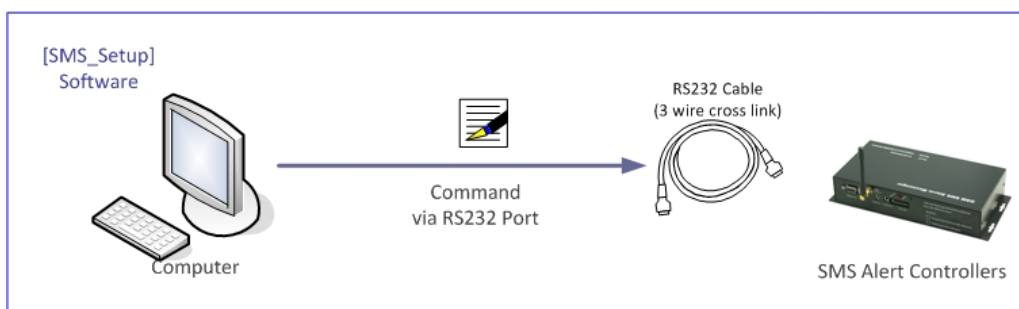 [SMS_Setup]
Software
Computer
Command
via RS232 Port
RS232 Cable
(3 wire cross link)
SMS Alert Controllers